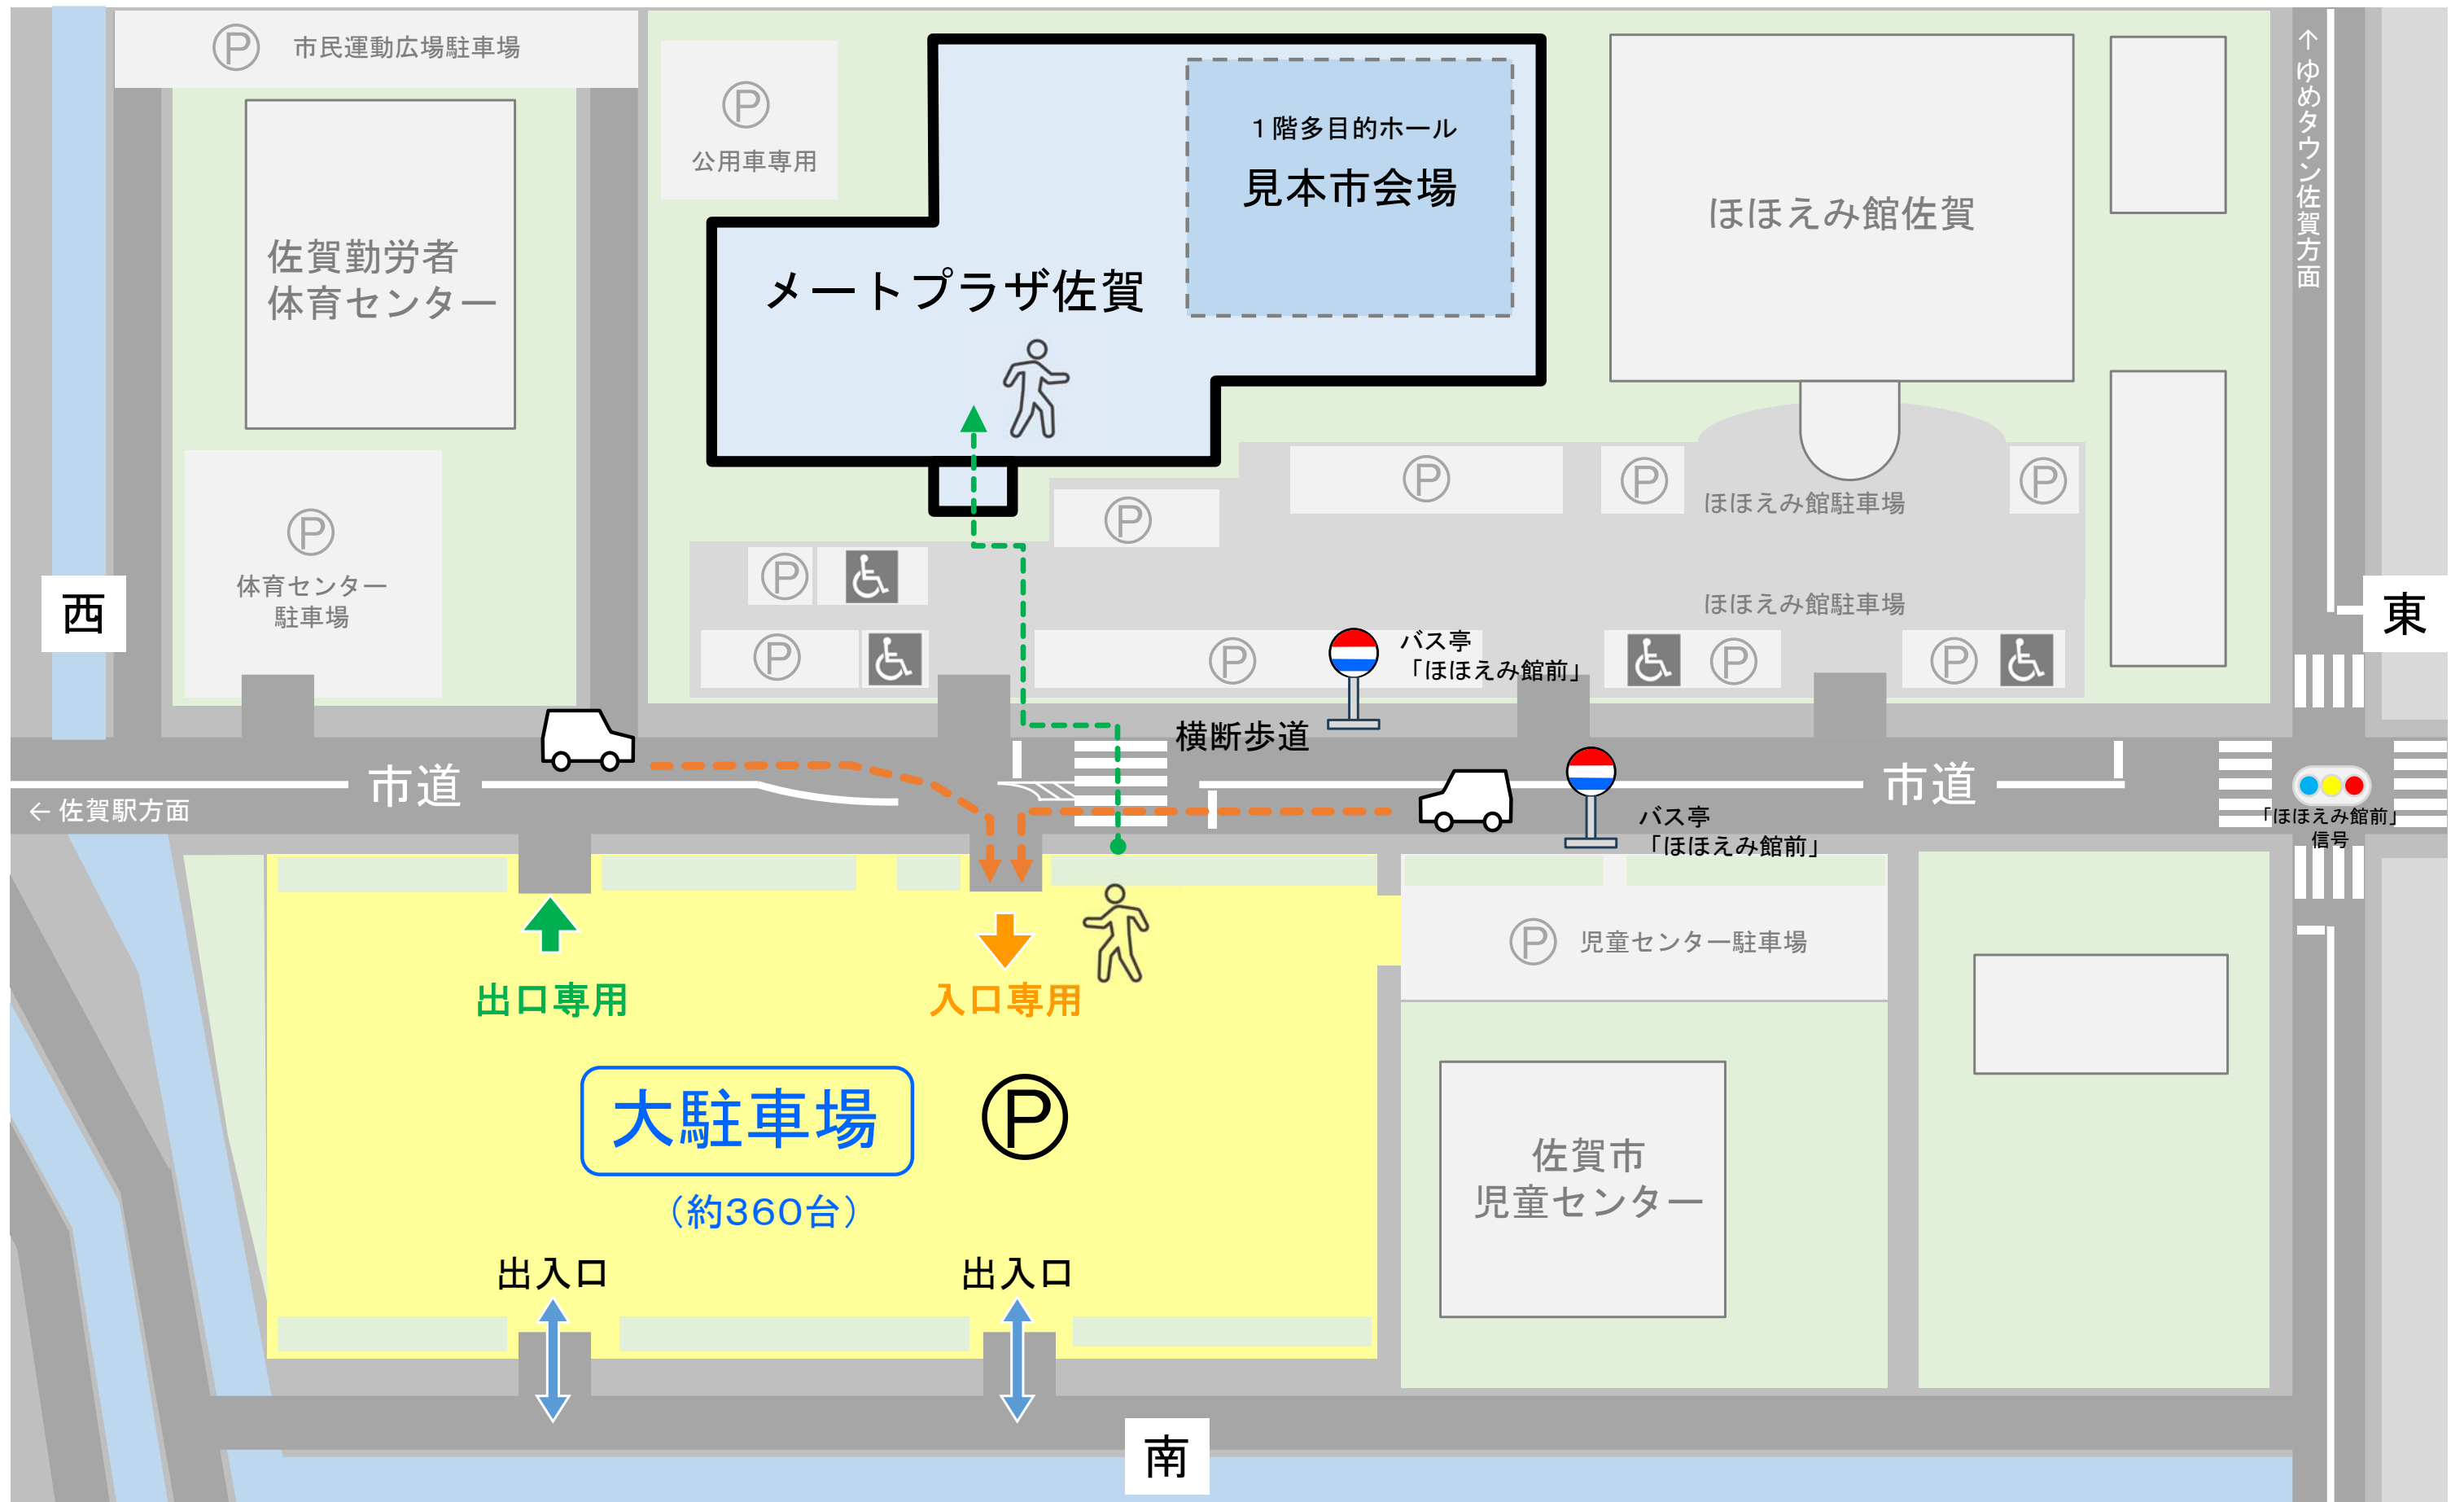 Ⓟ 市民運動広場駐車場
Ⓟ
公用車専用
1階多目的ホール
見本市会場
メートプラザ佐賀
佐賀勤労者
体育センター
ほほえみ館佐賀
↑ゆめタウン佐賀方面
Ⓟ
体育センター
駐車場
Ⓟ
Ⓟ
Ⓟ
Ⓟ
ほほえみ館駐車場
Ⓟ
ほほえみ館駐車場
西
東
Ⓟ
Ⓟ
バス亭
「ほほえみ館前」
Ⓟ
Ⓟ
横断歩道
市道
市道
←佐賀駅方面
バス亭
「ほほえみ館前」
「ほほえみ館前」
信号
出口専用
入口専用
Ⓟ 児童センター駐車場
大駐車場
Ⓟ
(約360台)
佐賀市
児童センター
出入口
出入口
南